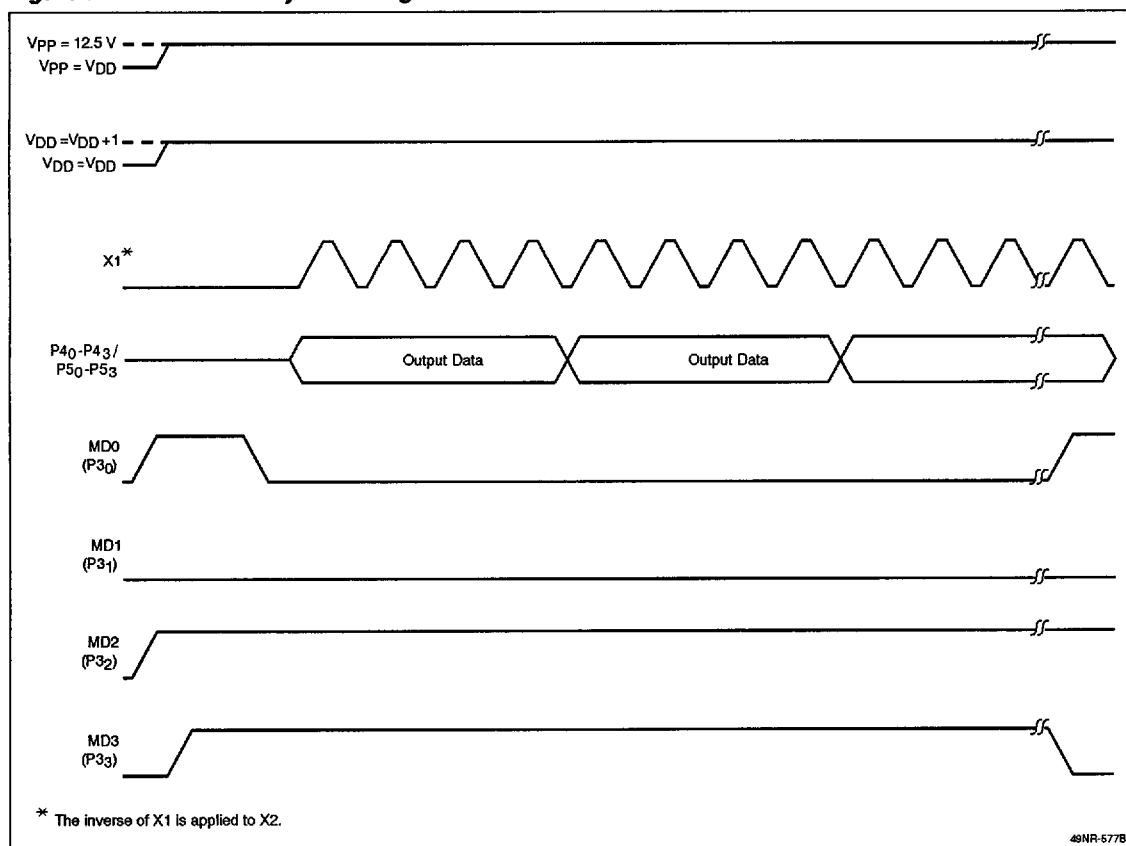 VPP = 12.5 V
VPP = VDD
VDD =VDD +1
VDD =VDD
X1*
P40-P43 /
P50-P53
Output Data Output Data
MD0
(P30)
MD1
(P31)
MD2
(P32)
MD3
(P33)
* The inverse of X1 is applied to X2.
49NR-577B